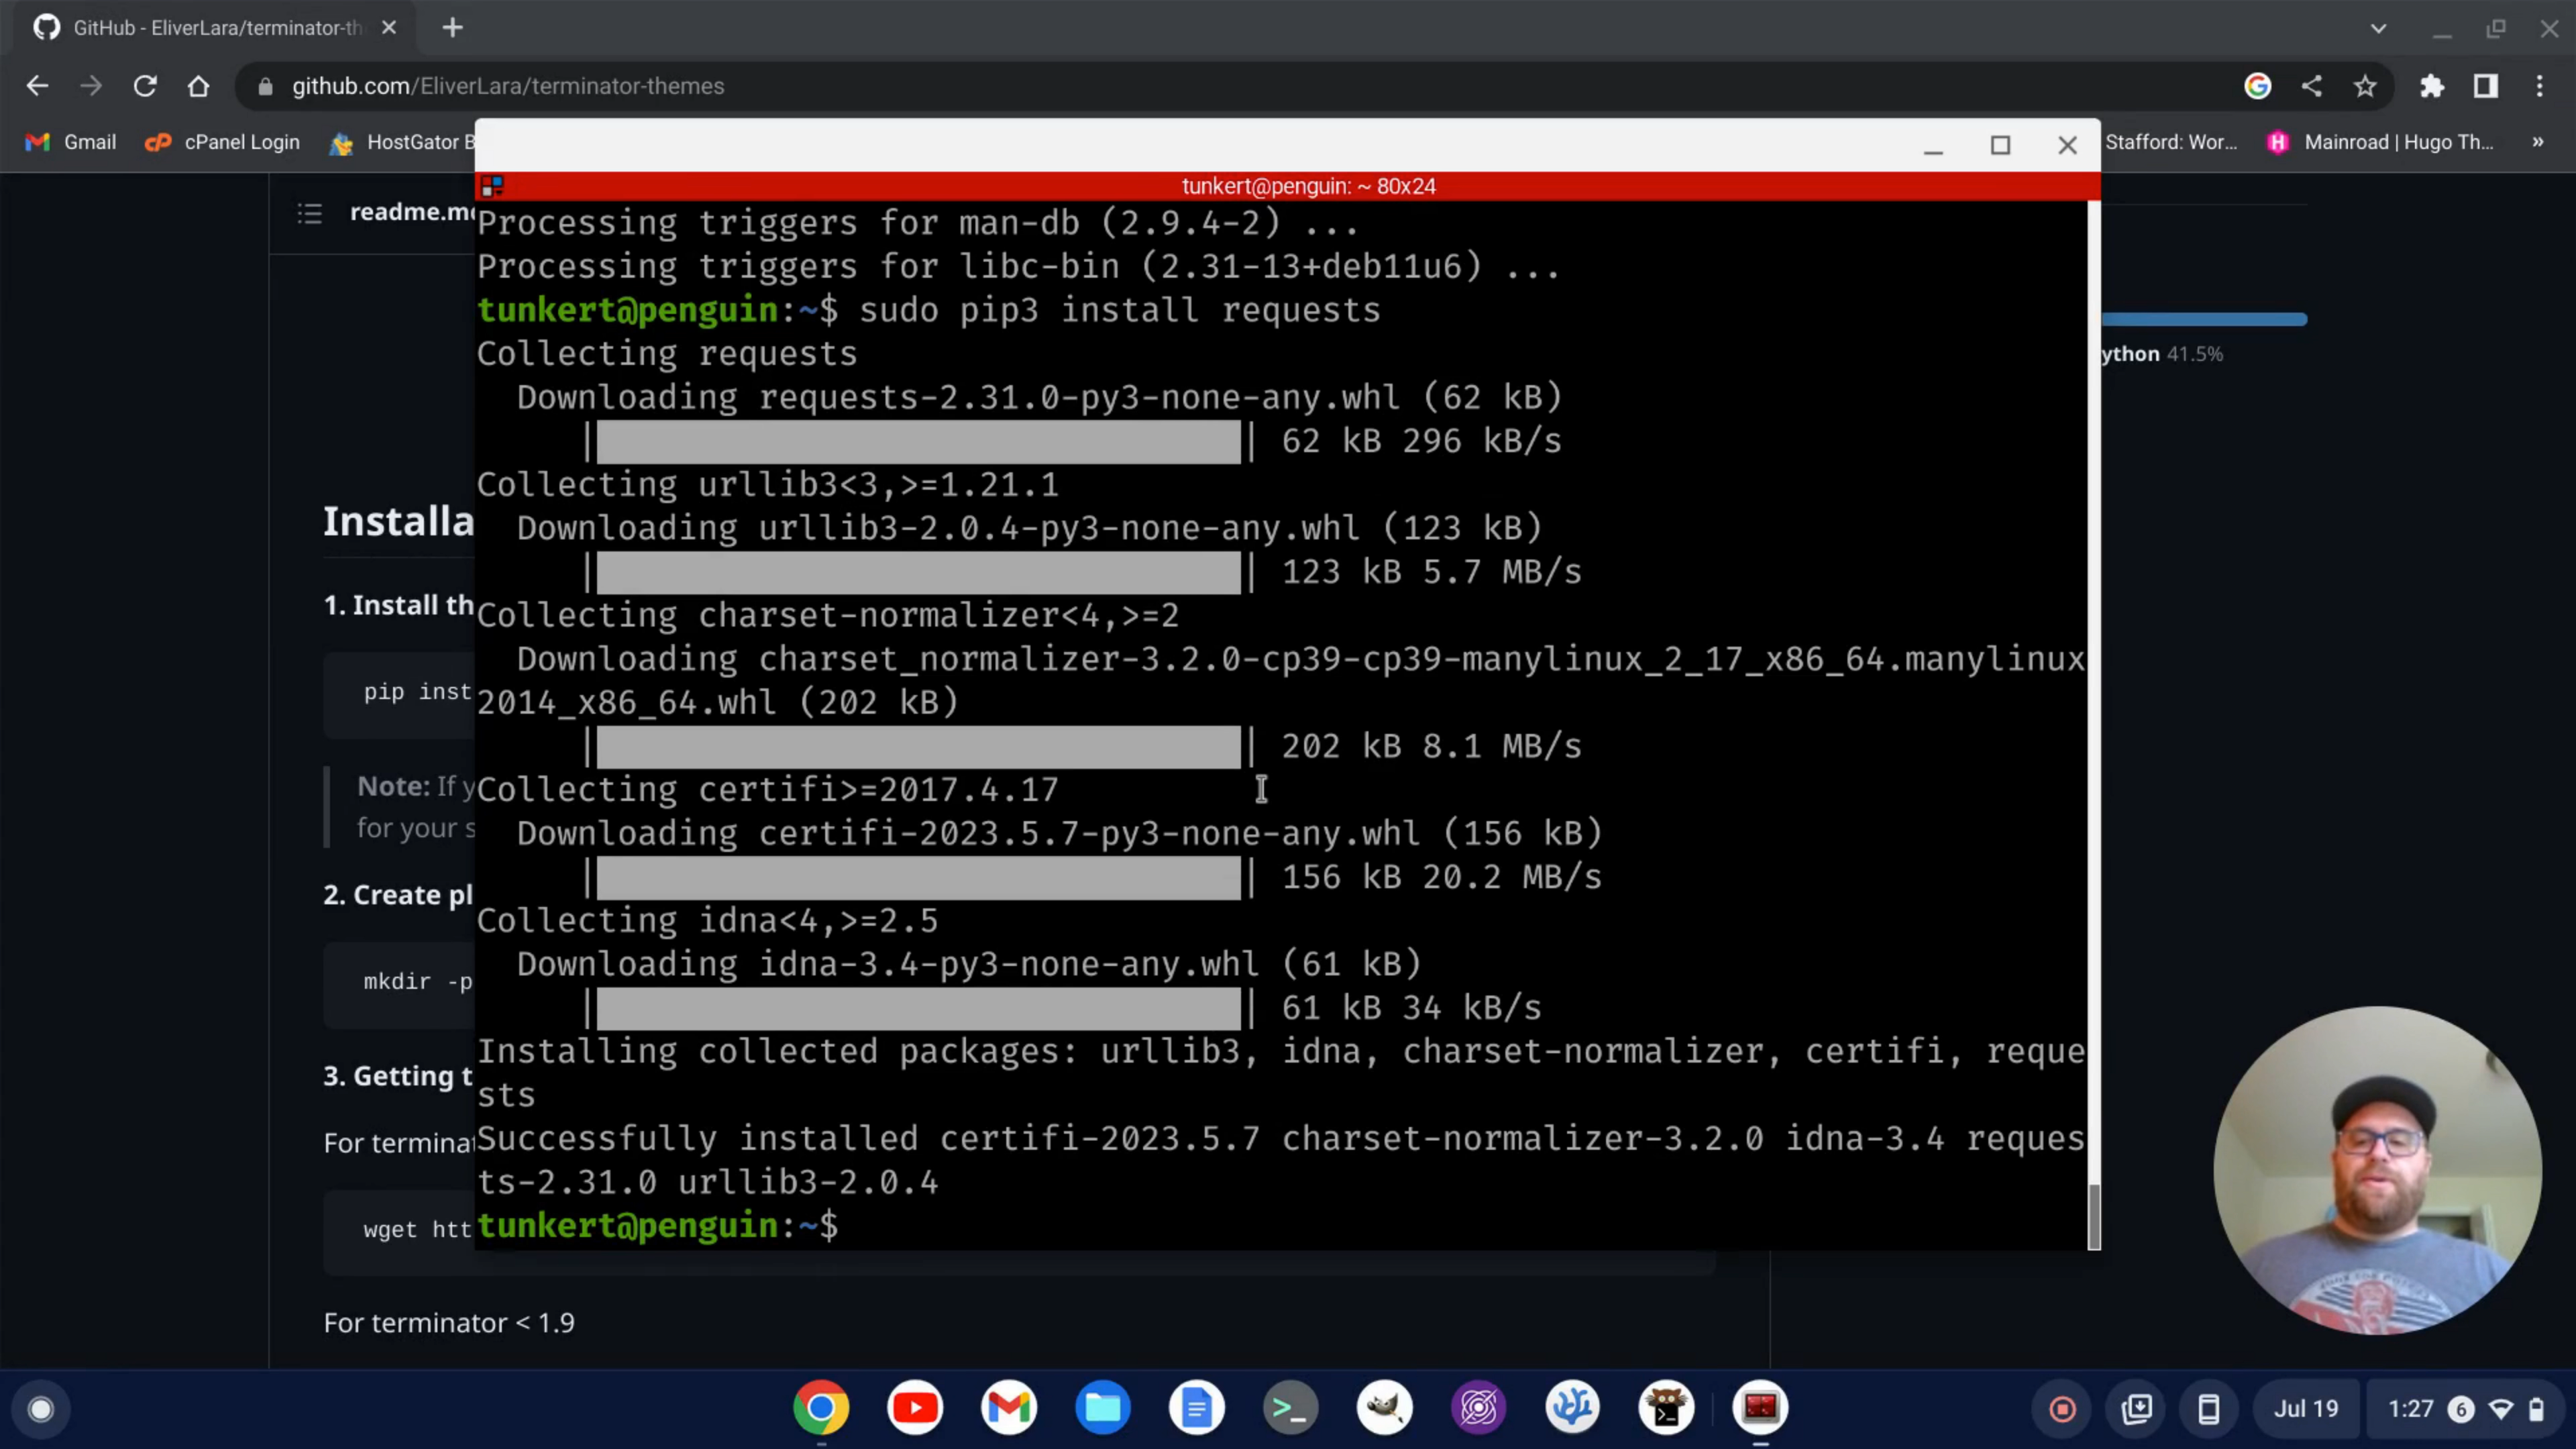 GitHub - EliverLara/terminator-th
github.com/EliverLara/terminator-themes
Gmail
cPanel Login
HostGator B
Stafford: Wor...
Mainroad | Hugo Th...
»
tunkert@penguin: ~ 80x24
readme.md
Processing triggers for man-db (2.9.4-2) ...
Processing triggers for libc-bin (2.31-13+deb11u6) ...
tunkert@penguin:~$ sudo pip3 install requests
Collecting requests
Downloading requests-2.31.0-py3-none-any.whl (62 kB)
| | 62 kB 296 kB/s
Collecting urllib3<3,>=1.21.1
Downloading urllib3-2.0.4-py3-none-any.whl (123 kB)
| | 123 kB 5.7 MB/s
Collecting charset-normalizer<4,>=2
Downloading charset_normalizer-3.2.0-cp39-cp39-manylinux_2_17_x86_64.manylinux
2014_x86_64.whl (202 kB)
| | 202 kB 8.1 MB/s
Collecting certifi>=2017.4.17
Downloading certifi-2023.5.7-py3-none-any.whl (156 kB)
| | 156 kB 20.2 MB/s
Collecting idna<4,>=2.5
Downloading idna-3.4-py3-none-any.whl (61 kB)
| | 61 kB 34 kB/s
Installing collected packages: urllib3, idna, charset-normalizer, certifi, reque
sts
Successfully installed certifi-2023.5.7 charset-normalizer-3.2.0 idna-3.4 reques
ts-2.31.0 urllib3-2.0.4
tunkert@penguin:~$
ython 41.5%
Installa
1. Install th
pip inst
Note: If y
for your s
2. Create pl
mkdir -p
3. Getting t
For termina
wget htt
For terminator < 1.9
Jul 19
1:27
6